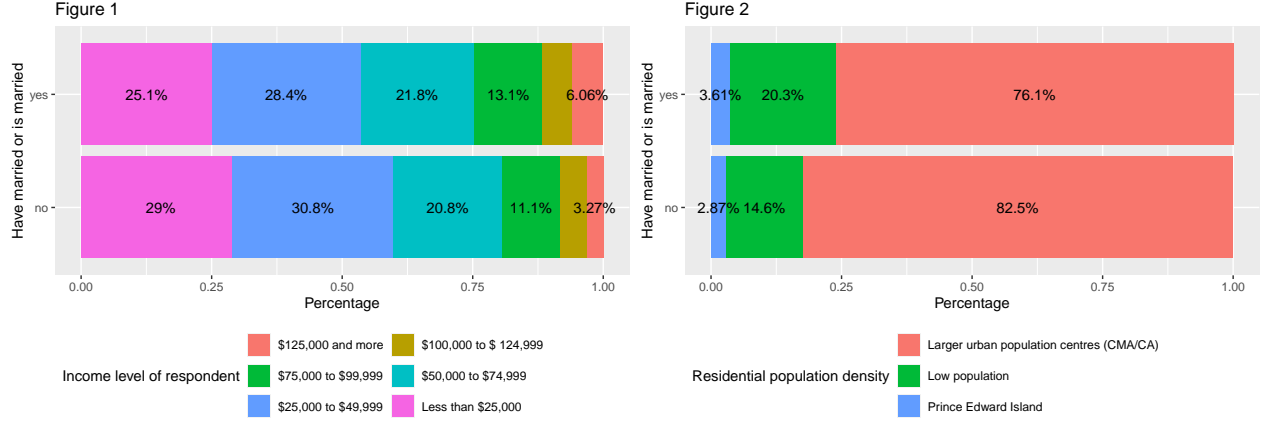 Figure 1
Have married or is married
yes
25.1%
28.4%
21.8%
13.1%
6.06%
no
29%
30.8%
20.8%
11.1%
3.27%
0.00
0.25
0.50
0.75
1.00
Percentage
Income level of respondent
$125,000 and more
$100,000 to $ 124,999
$75,000 to $99,999
$50,000 to $74,999
$25,000 to $49,999
Less than $25,000
Figure 2
Have married or is married
yes
3.61%
20.3%
76.1%
no
2.87%
14.6%
82.5%
0.00
0.25
0.50
0.75
1.00
Percentage
Residential population density
Larger urban population centres (CMA/CA)
Low population
Prince Edward Island